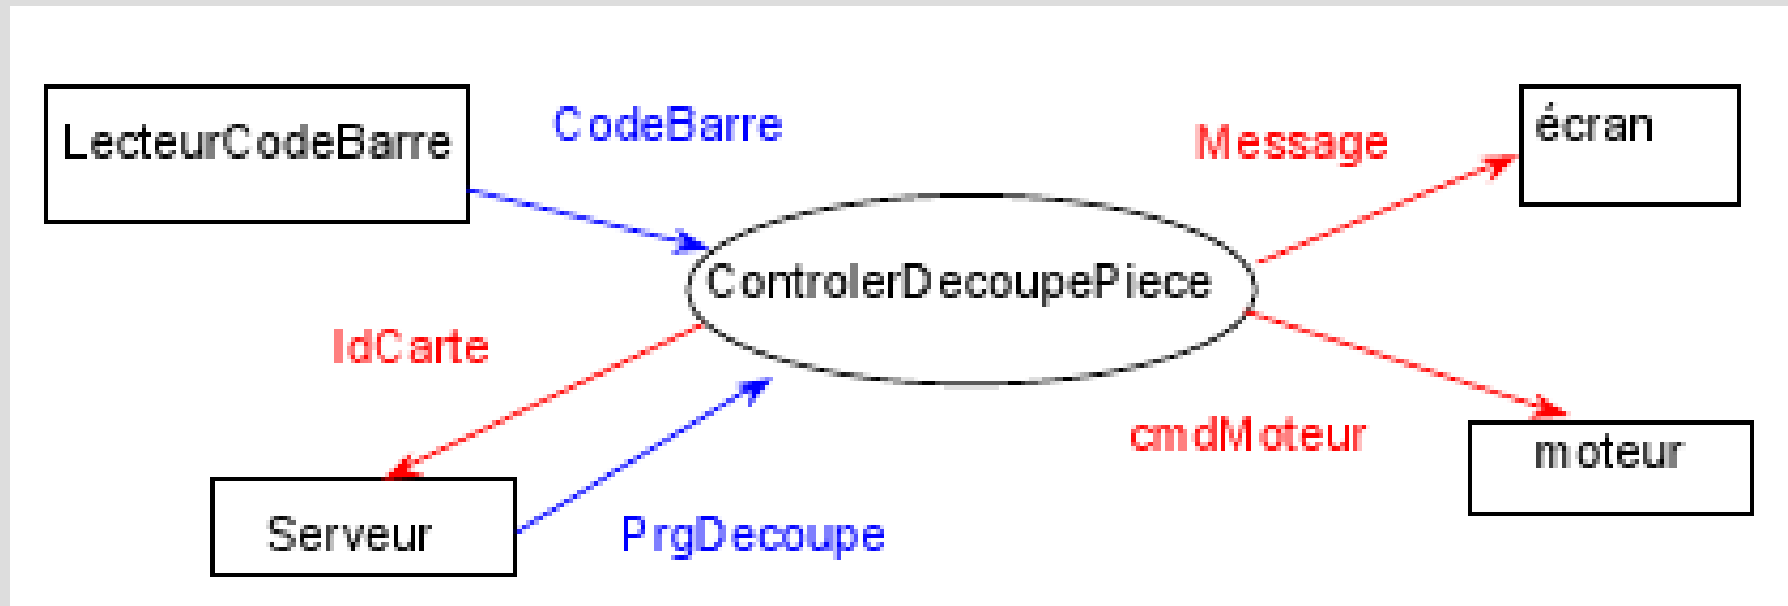 LecteurCodeBarre
CodeBarre
Message
écran
ControlerDecoupePiece
IdCarte
cmdMoteur
moteur
Serveur
PrgDecoupe